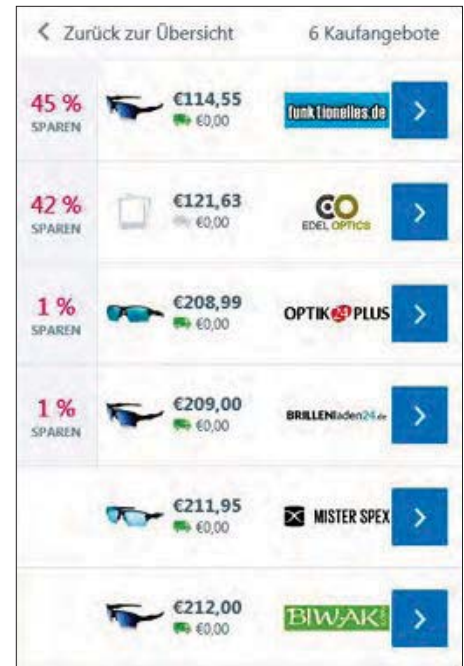 Zurück zur Übersicht 6 Kaufangebote
45 % €114,55 funktionelles.de
SPAREN €0,00
42 % €121,63
SPAREN €0,00 EDEL OPTICS
1 % €208,99 OPTIK24PLUS
SPAREN €0,00
1 % €209,00 BRILLENladen24.de
SPAREN €0,00
€211,95 MISTER SPEX
€0,00
€212,00 BIWAK
€0,00